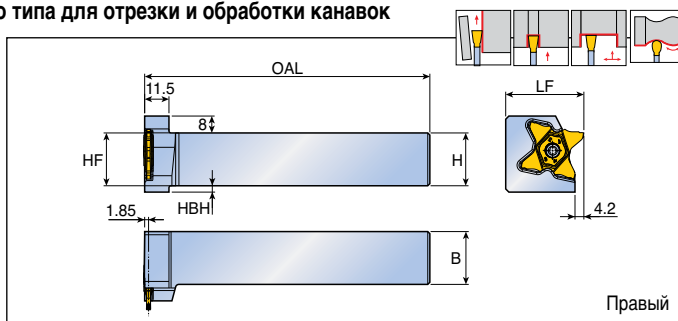 типа для отрезки и обработки канавок
OAL
11.5
8
HF
H
HBH
LF
4.2
1.85
B
Правый